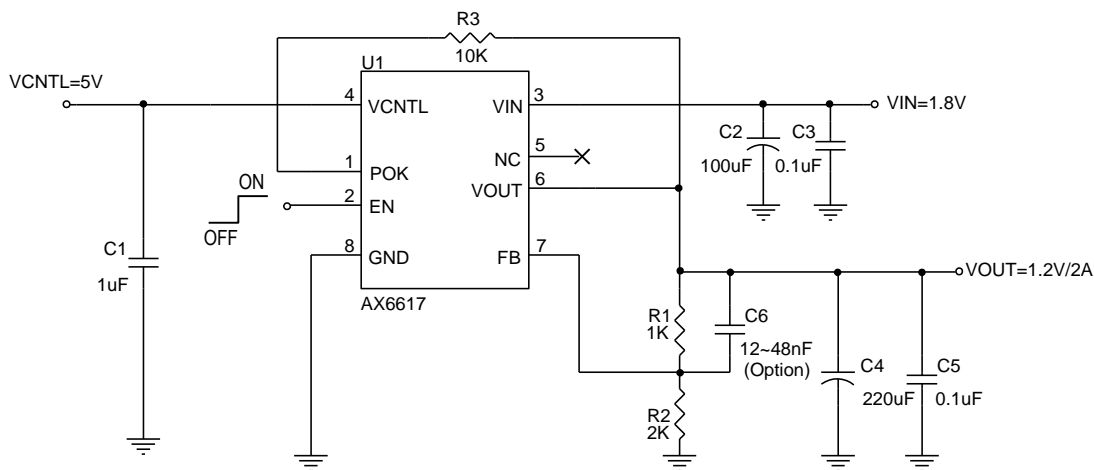 R3
10K
U1
VCNTL=5V
4
VCNTL
VIN
3
VIN=1.8V
C2
100uF
C3
0.1uF
5
NC
1
POK
6
VOUT
ON
OFF
2
EN
8
GND
FB
7
C1
1uF
AX6617
VOUT=1.2V/2A
R1
1K
C6
12~48nF
(Option)
C4
220uF
C5
0.1uF
R2
2K